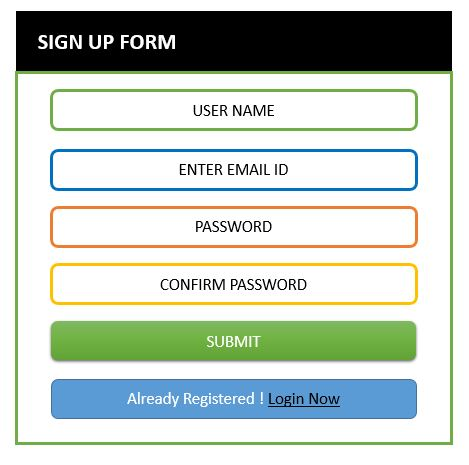 SIGN UP FORM
USER NAME
ENTER EMAIL ID
PASSWORD
CONFIRM PASSWORD
SUBMIT
Already Registered ! Login Now